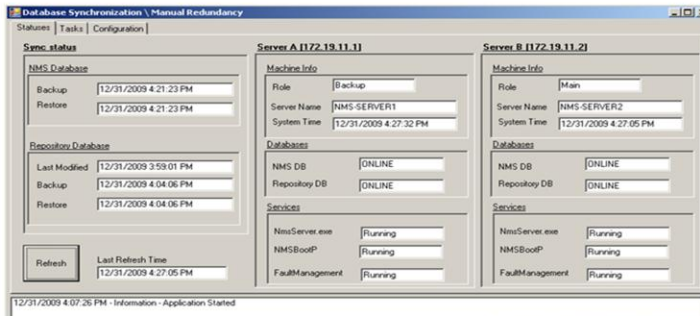 Database Synchronization \ Manual Redundancy
Statuses Tasks Configuration
Sync status
NMS Database
Backup 12/31/2009 4:21:23 PM
Restore 12/31/2009 4:21:23 PM
Repository Database
Last Modified 12/31/2009 3:59:01 PM
Backup 12/31/2009 4:04:06 PM
Restore 12/31/2009 4:04:06 PM
Refresh
Last Refresh Time
12/31/2009 4:27:05 PM
Server A [172.19.11.1]
Machine Info
Role Backup
Server Name NMS-SERVER1
System Time 12/31/2009 4:27:32 PM
Databases
NMS DB ONLINE
Repository DB ONLINE
Services
NmsServer.exe Running
NMSBootP Running
FaultManagement Running
Server B [172.19.11.2]
Machine Info
Role Main
Server Name NMS-SERVER2
System Time 12/31/2009 4:27:05 PM
Databases
NMS DB ONLINE
Repository DB ONLINE
Services
NmsServer.exe Running
NMSBootP Running
FaultManagement Running
12/31/2009 4:07:26 PM - Information - Application Started